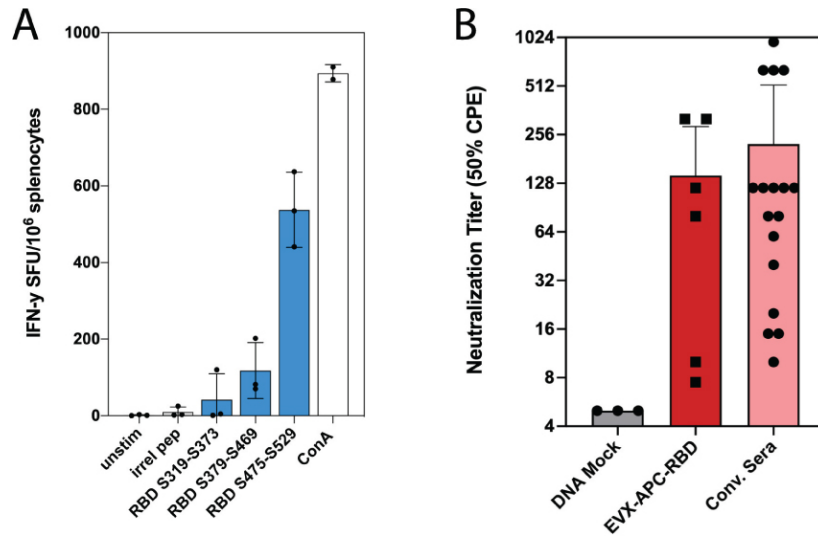 A
IFN-y SFU/10⁶ splenocytes
1000
800
600
400
200
0
unstim
irrel pep
RBD S319-S373
RBD S379-S469
RBD S475-S529
ConA
B
Neutralization Titer (50% CPE)
1024
512
256
128
64
32
16
8
4
DNA Mock
EVX-APC-RBD
Conv. Sera